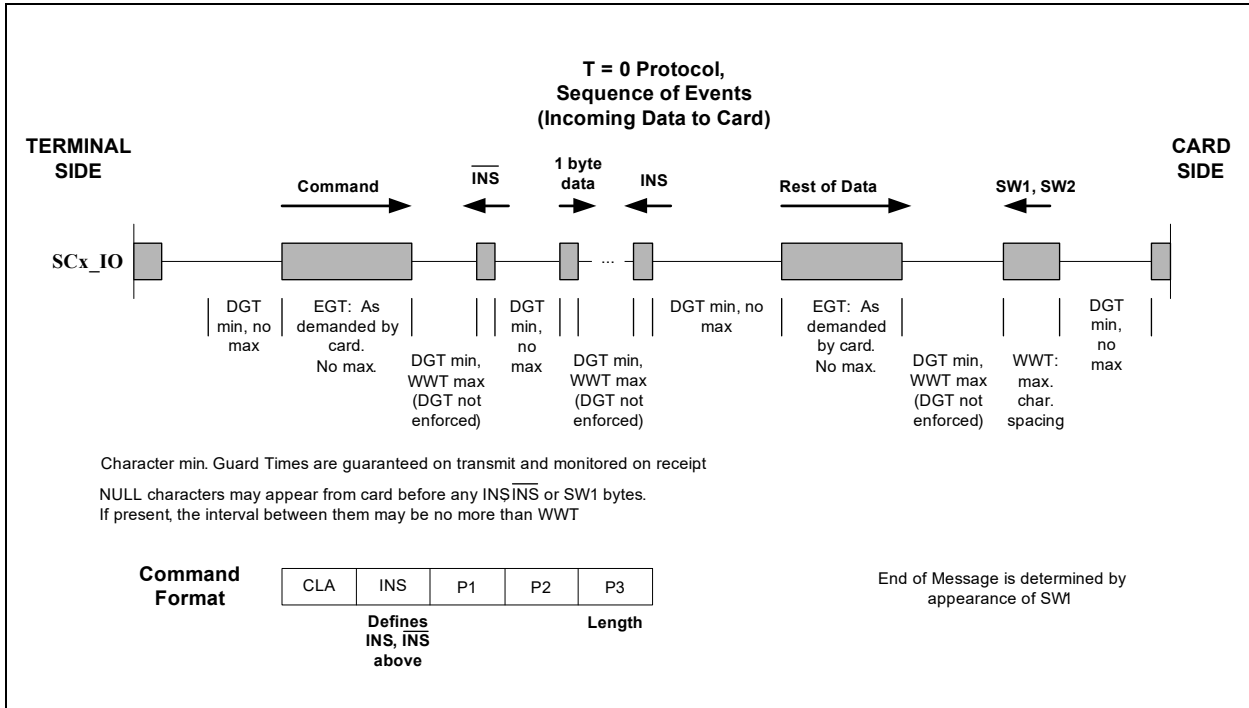 T = 0 Protocol,
Sequence of Events
(Incoming Data to Card)
TERMINAL
SIDE
CARD
SIDE
Command
I̅N̅S̅
1 byte
data
INS
Rest of Data
SW1, SW2
SCx_IO
...
DGT
min, no
max
EGT: As
demanded by
card.
No max.
DGT min,
WWT max
(DGT not
enforced)
DGT
min,
no
max
DGT min,
WWT max
(DGT not
enforced)
DGT min, no
max
EGT: As
demanded
by card.
No max.
DGT min,
WWT max
(DGT not
enforced)
WWT:
max.
char.
spacing
DGT
min,
no
max
Character min. Guard Times are guaranteed on transmit and monitored on receipt
NULL characters may appear from card before any INS, I̅N̅S̅ or SW1 bytes.
If present, the interval between them may be no more than WWT
Command
Format
CLA INS P1 P2 P3
Defines
INS, I̅N̅S̅
above
Length
End of Message is determined by
appearance of SW1